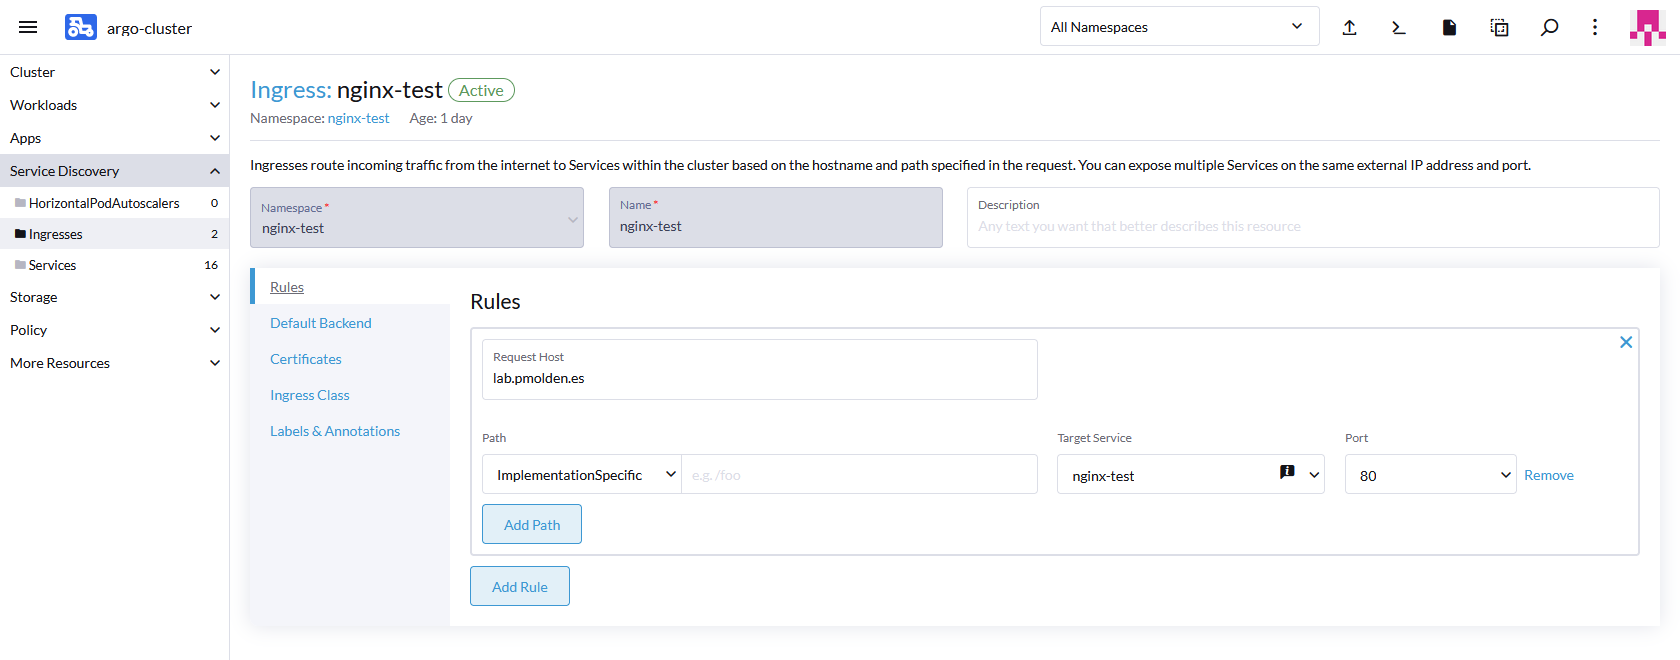 argo-cluster
All Namespaces
Cluster
Workloads
Apps
Service Discovery
HorizontalPodAutoscalers 0
Ingresses 2
Services 16
Storage
Policy
More Resources
Ingress: nginx-test Active
Namespace: nginx-test Age: 1 day
Ingresses route incoming traffic from the internet to Services within the cluster based on the hostname and path specified in the request. You can expose multiple Services on the same external IP address and port.
Namespace *
nginx-test
Name *
nginx-test
Description
Any text you want that better describes this resource
Rules
Default Backend
Certificates
Ingress Class
Labels & Annotations
Rules
Request Host
lab.pmolden.es
Path Target Service Port
ImplementationSpecific e.g. /foo nginx-test 80 Remove
Add Path
Add Rule